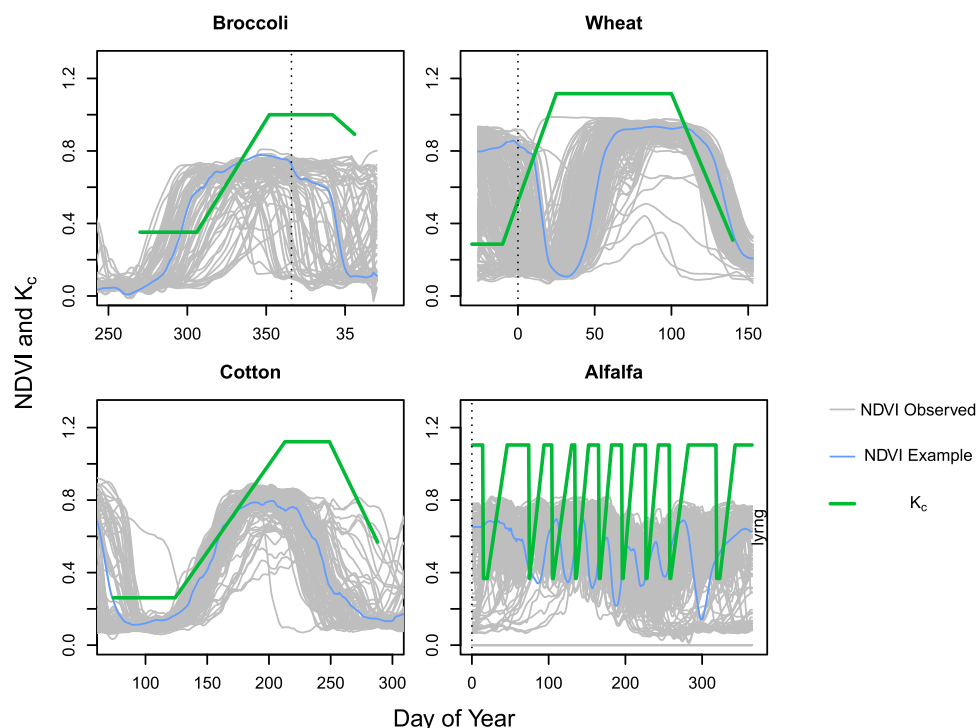 Broccoli
Wheat
0.0 0.4 0.8 1.2
250 300 350 35
0.0 0.4 0.8 1.2
0 50 100 150
NDVI and Kc
Cotton
Alfalfa
0.0 0.4 0.8 1.2
100 150 200 250 300
0.0 0.4 0.8 1.2
0 100 200 300
lyrng
NDVI Observed
NDVI Example
Kc
Day of Year